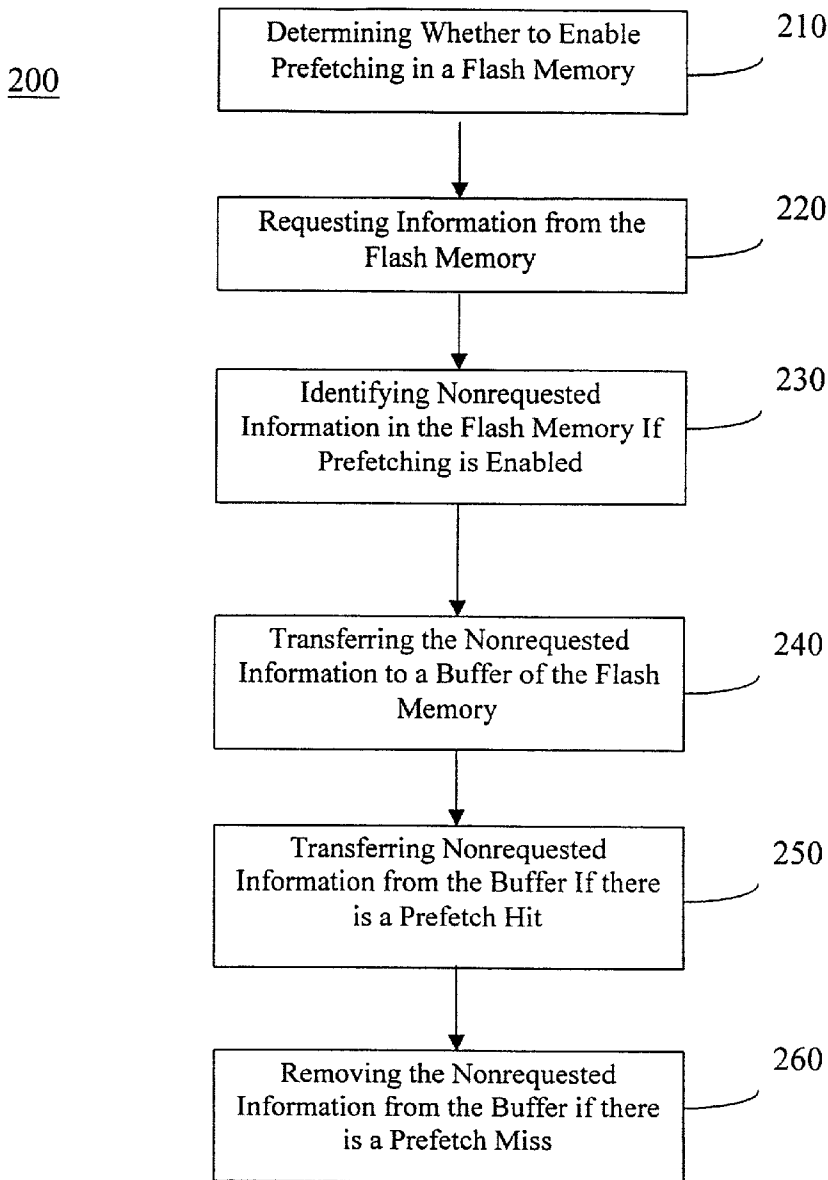 200
Determining Whether to Enable
Prefetching in a Flash Memory
210
Requesting Information from the
Flash Memory
220
Identifying Nonrequested
Information in the Flash Memory If
Prefetching is Enabled
230
Transferring the Nonrequested
Information to a Buffer of the Flash
Memory
240
Transferring Nonrequested
Information from the Buffer If there
is a Prefetch Hit
250
Removing the Nonrequested
Information from the Buffer if there
is a Prefetch Miss
260